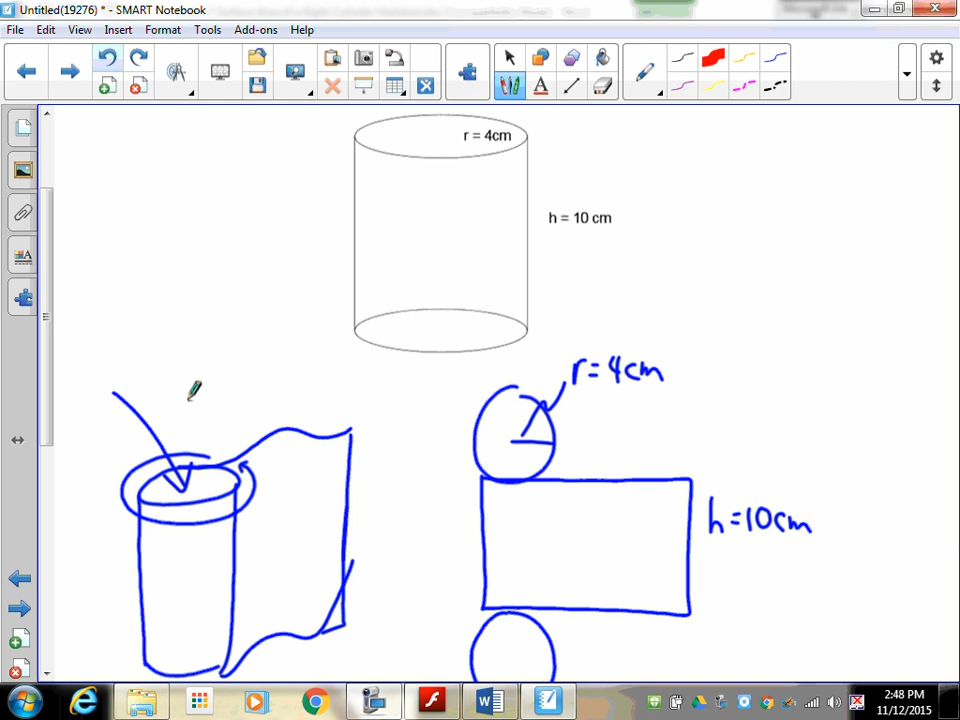 Untitled(19276) * - SMART Notebook
File Edit View Insert Format Tools Add-ons Help
r = 4cm
h = 10 cm
r = 4cm
h = 10cm
2:48 PM
11/12/2015